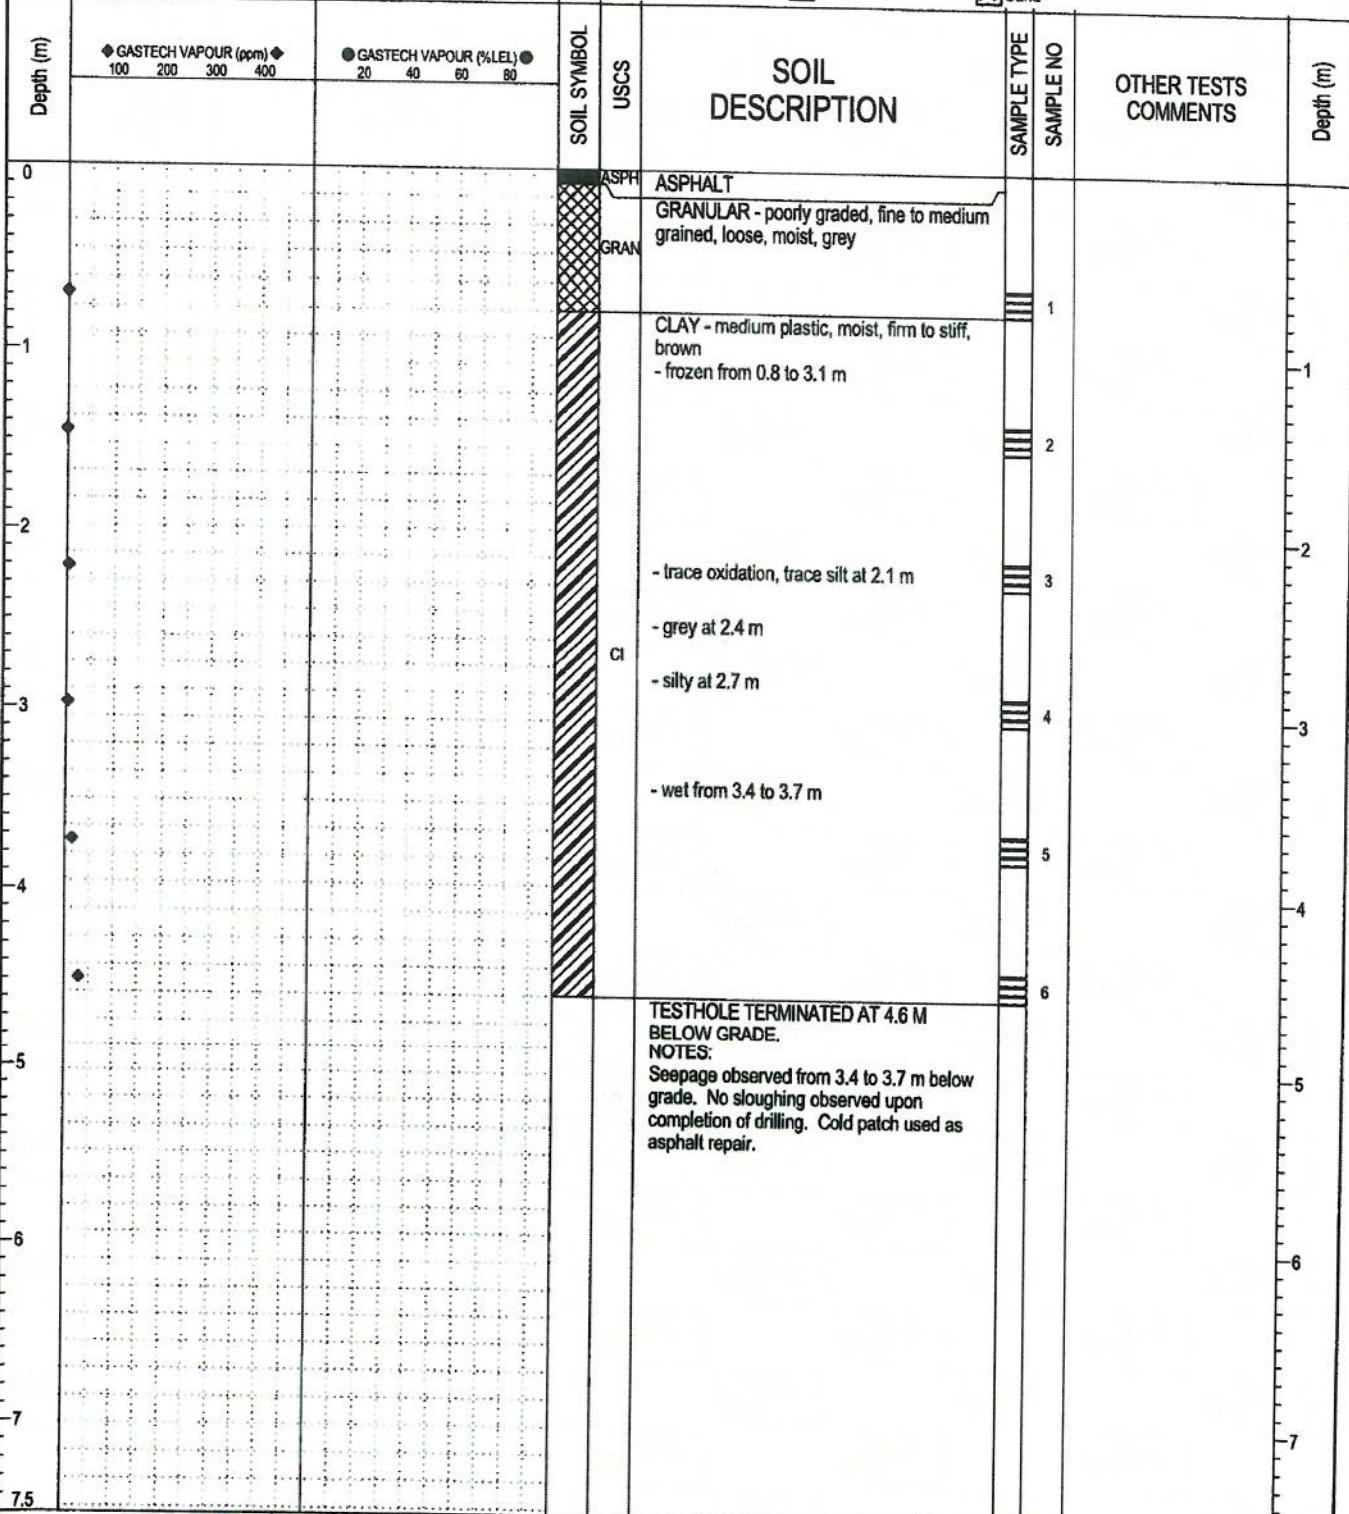 Sand
Depth (m)
◆ GASTECH VAPOUR (ppm) ◆
100 200 300 400
● GASTECH VAPOUR (%LEL) ●
20 40 60 80
SOIL SYMBOL
USCS
SOIL
DESCRIPTION
SAMPLE TYPE
SAMPLE NO
OTHER TESTS
COMMENTS
Depth (m)
0
ASPH
ASPHALT
GRANULAR - poorly graded, fine to medium
grained, loose, moist, grey
GRAN
1
CLAY - medium plastic, moist, firm to stiff,
brown
- frozen from 0.8 to 3.1 m
1
1
2
2
2
- trace oxidation, trace silt at 2.1 m
3
- grey at 2.4 m
CI
- silty at 2.7 m
3
4
3
- wet from 3.4 to 3.7 m
5
4
4
6
TESTHOLE TERMINATED AT 4.6 M
BELOW GRADE.
NOTES:
Seepage observed from 3.4 to 3.7 m below
grade. No sloughing observed upon
completion of drilling. Cold patch used as
asphalt repair.
5
5
6
6
7
7
7.5